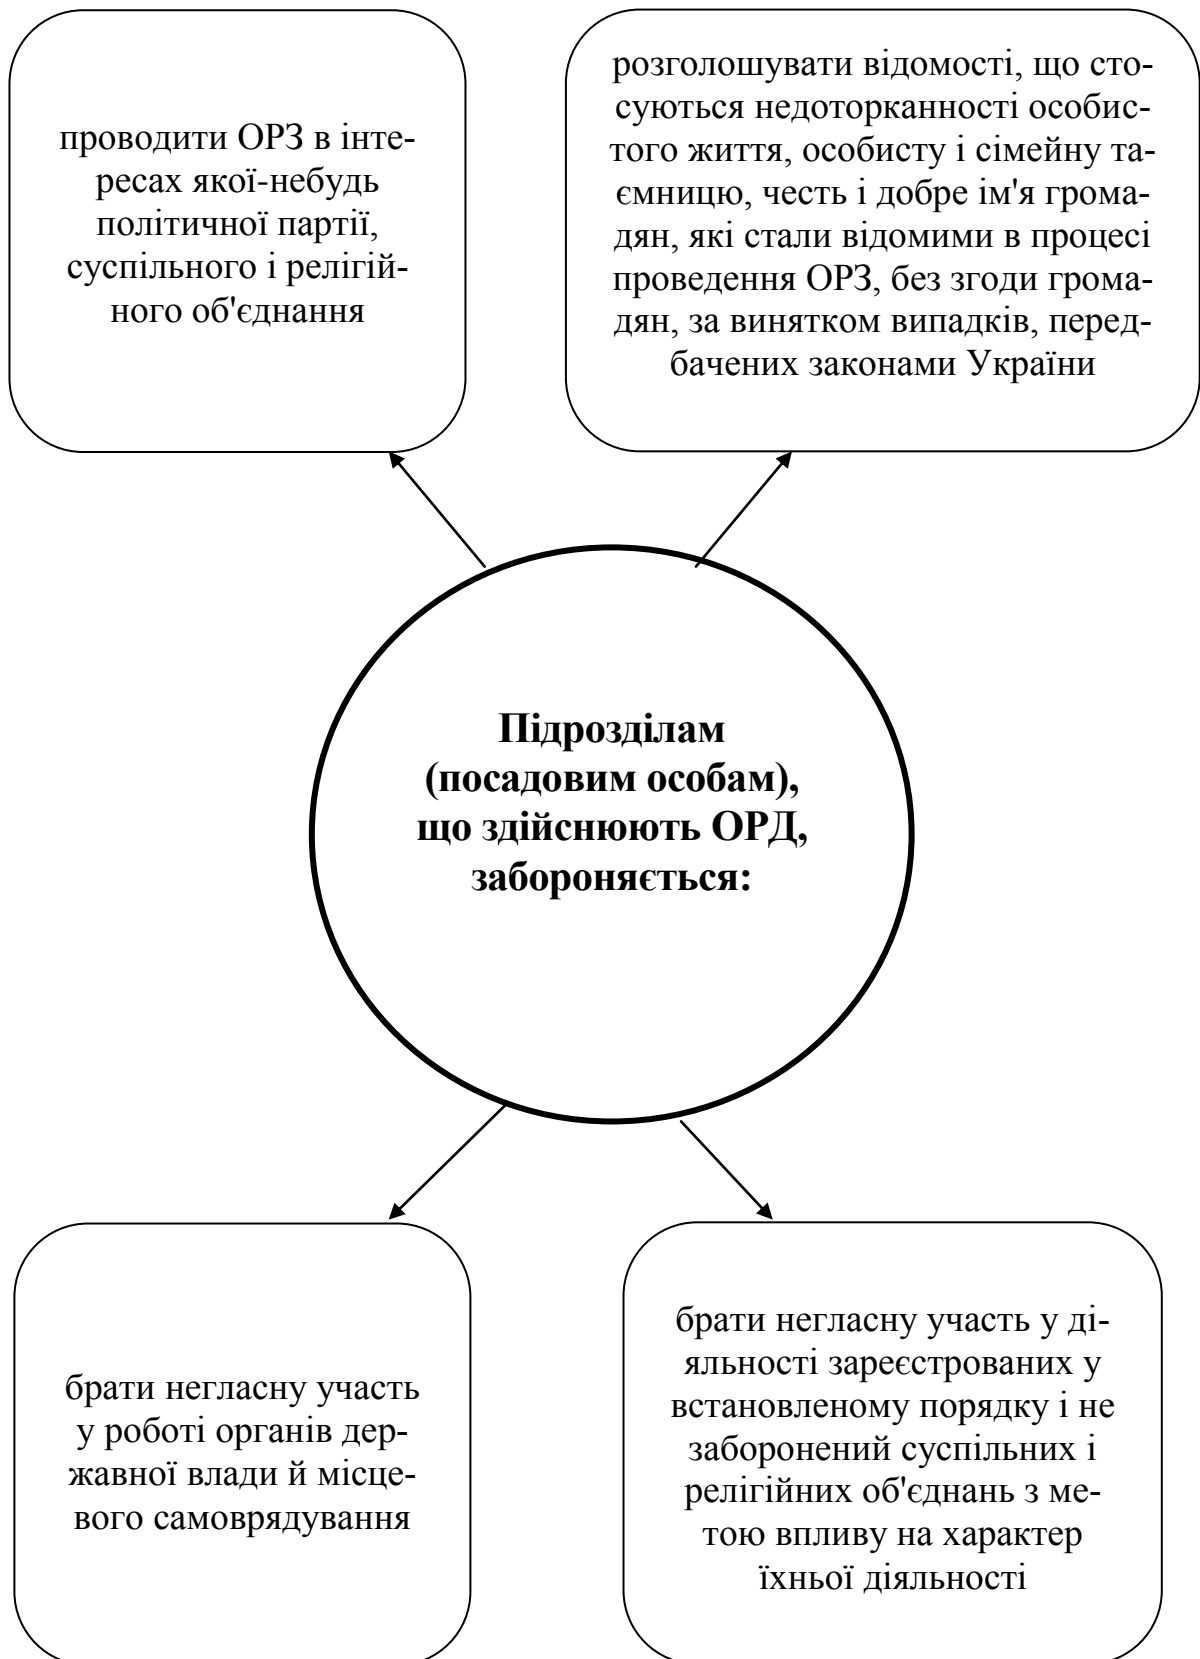 проводити ОРЗ в інте-
ресах якої-небудь
політичної партії,
суспільного і релігій-
ного об'єднання
розголошувати відомості, що сто-
суються недоторканності особис-
того життя, особисту і сімейну та-
ємницю, честь і добре ім'я грома-
дян, які стали відомими в процесі
проведення ОРЗ, без згоди грома-
дян, за винятком випадків, перед-
бачених законами України
Підрозділам
(посадовим особам),
що здійснюють ОРД,
забороняється:
брати негласну участь
у роботі органів дер-
жавної влади й місце-
вого самоврядування
брати негласну участь у ді-
яльності зареєстрованих у
встановленому порядку і не
заборонений суспільних і
релігійних об'єднань з ме-
тою впливу на характер
їхньої діяльності